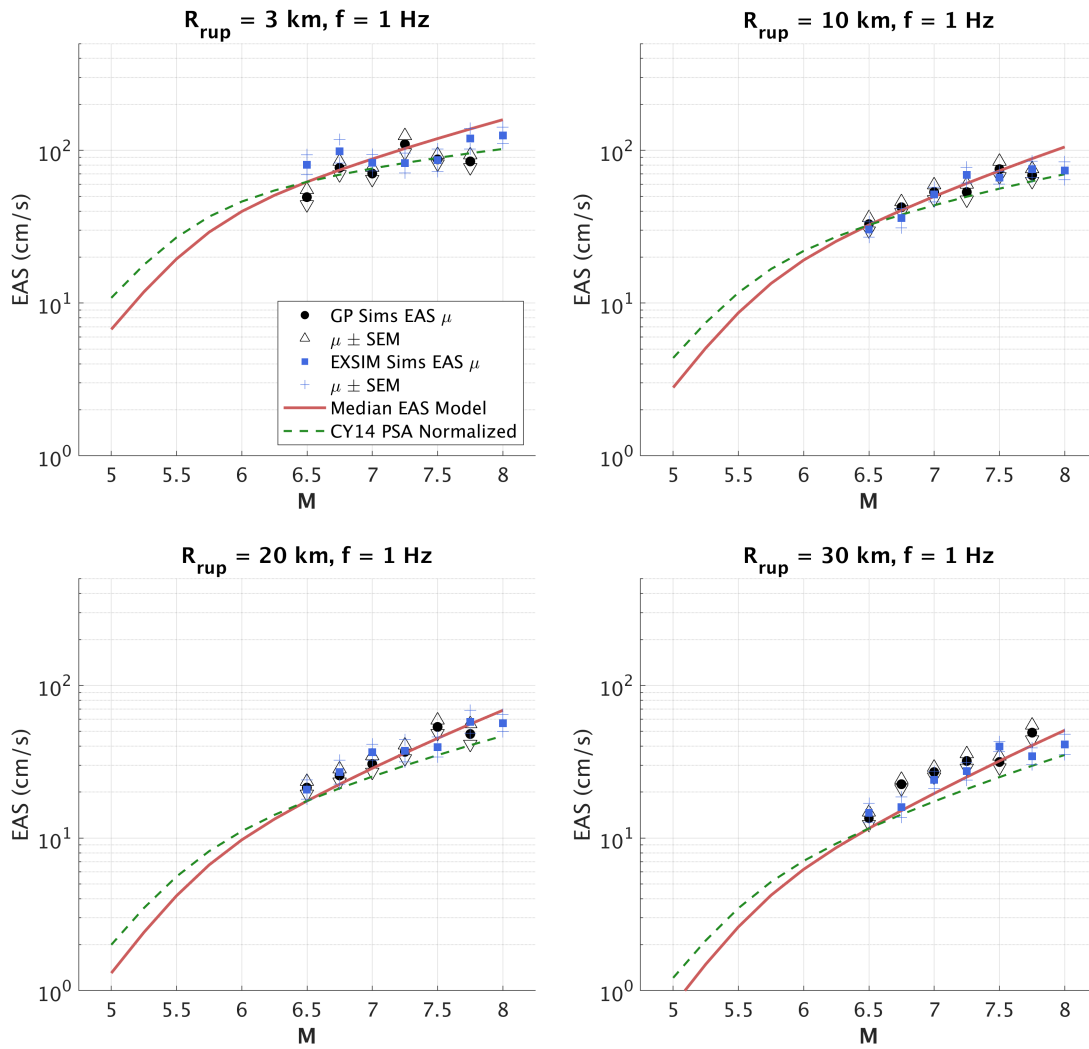 R_rup = 3 km, f = 1 Hz
EAS (cm/s)
10^2
10^1
10^0
GP Sims EAS μ
μ ± SEM
EXSIM Sims EAS μ
μ ± SEM
Median EAS Model
CY14 PSA Normalized
5 5.5 6 6.5 7 7.5 8
M
R_rup = 10 km, f = 1 Hz
EAS (cm/s)
10^2
10^1
10^0
5 5.5 6 6.5 7 7.5 8
M
R_rup = 20 km, f = 1 Hz
EAS (cm/s)
10^2
10^1
10^0
5 5.5 6 6.5 7 7.5 8
M
R_rup = 30 km, f = 1 Hz
EAS (cm/s)
10^2
10^1
10^0
5 5.5 6 6.5 7 7.5 8
M